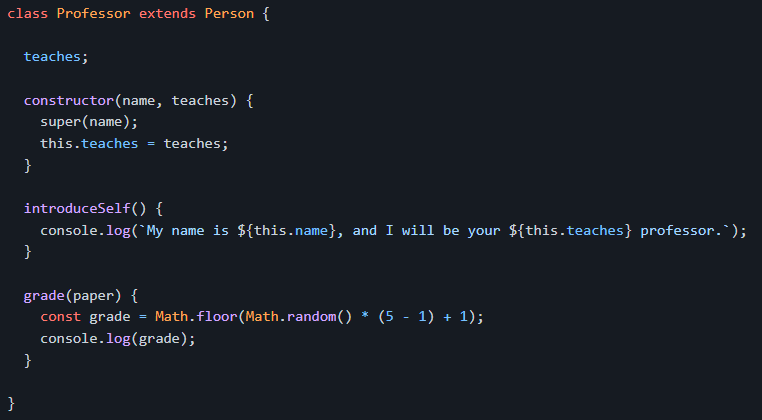 class Professor extends Person {
teaches;
constructor(name, teaches) {
super(name);
this.teaches = teaches;
}
introduceSelf() {
console.log(`My name is ${this.name}, and I will be your ${this.teaches} professor.`);
}
grade(paper) {
const grade = Math.floor(Math.random() * (5 - 1) + 1);
console.log(grade);
}
}